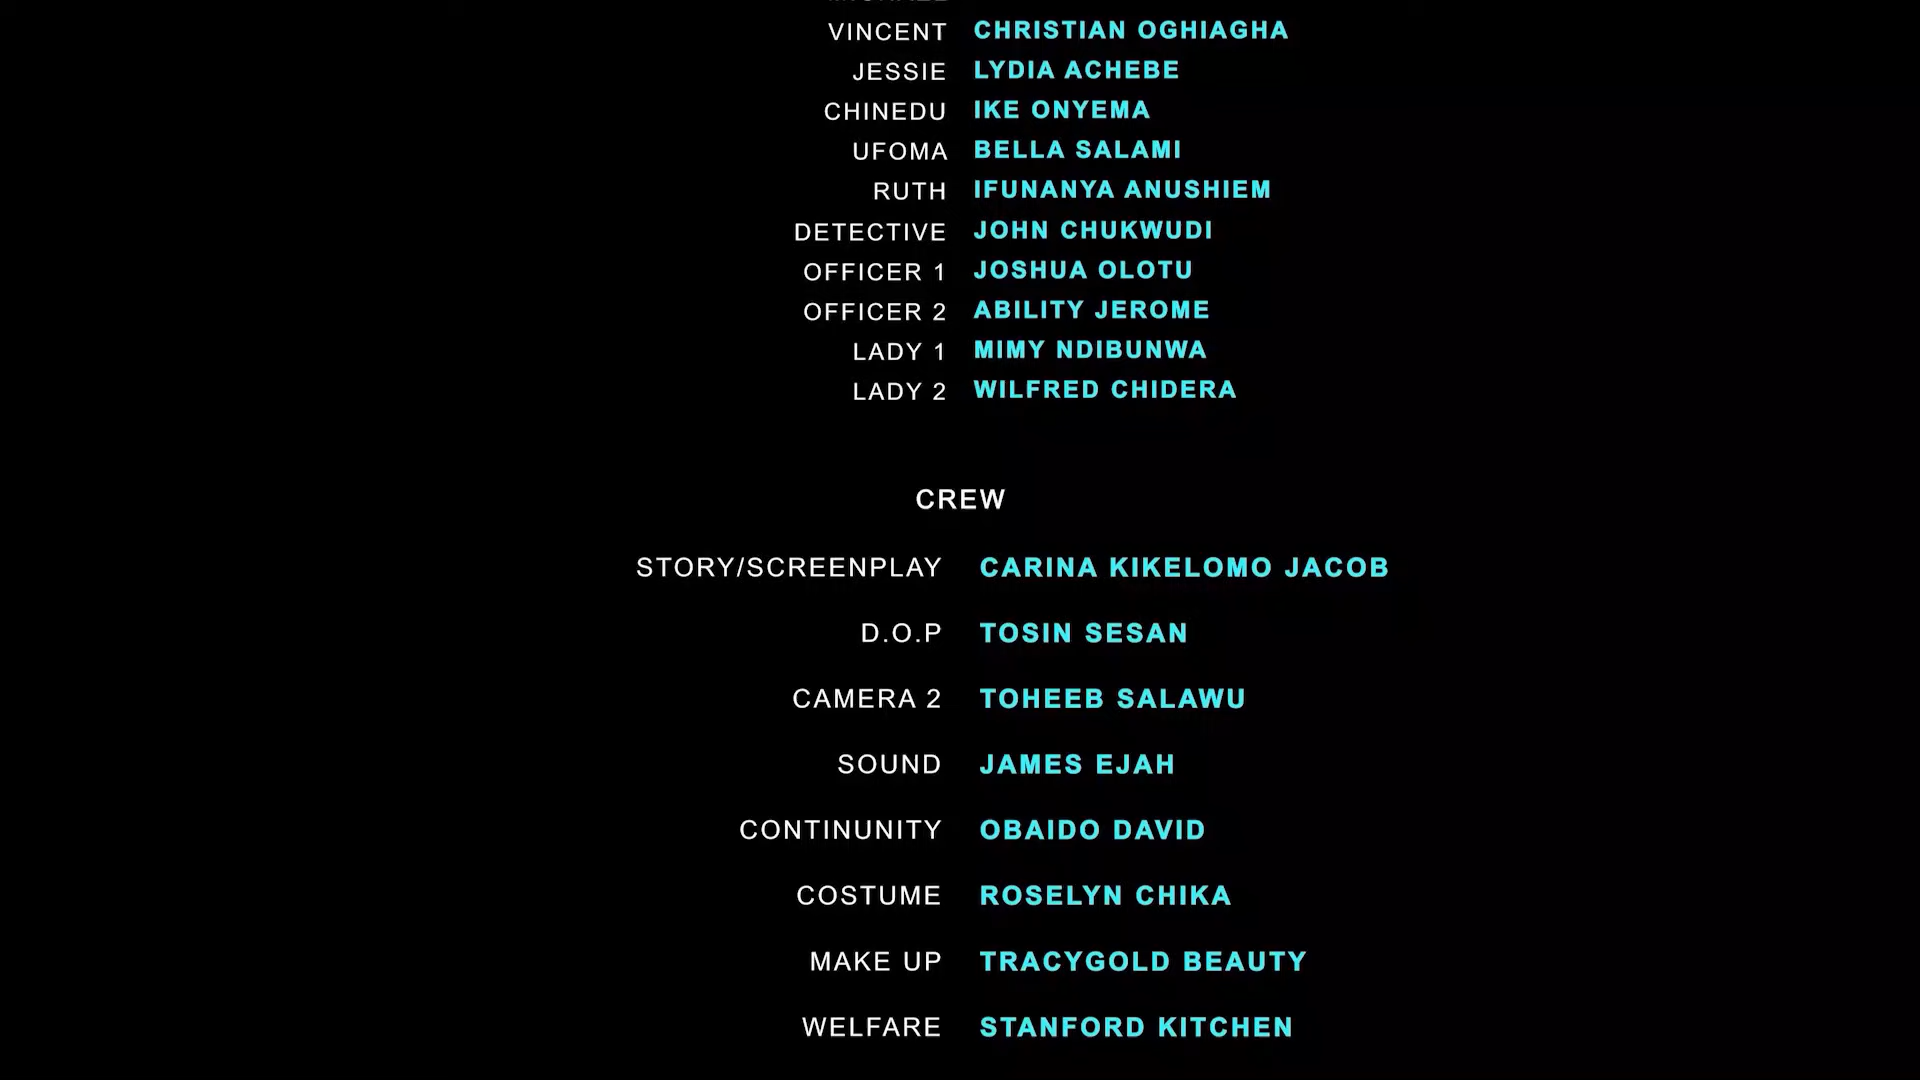 VINCENT CHRISTIAN OGHIAGHA
JESSIE LYDIA ACHEBE
CHINEDU IKE ONYEMA
UFOMA BELLA SALAMI
RUTH IFUNANYA ANUSHIEM
DETECTIVE JOHN CHUKWUDI
OFFICER 1 JOSHUA OLOTU
OFFICER 2 ABILITY JEROME
LADY 1 MIMY NDIBUNWA
LADY 2 WILFRED CHIDERA
CREW
STORY/SCREENPLAY CARINA KIKELOMO JACOB
D.O.P TOSIN SESAN
CAMERA 2 TOHEEB SALAWU
SOUND JAMES EJAH
CONTINUNITY OBAIDO DAVID
COSTUME ROSELYN CHIKA
MAKE UP TRACYGOLD BEAUTY
WELFARE STANFORD KITCHEN